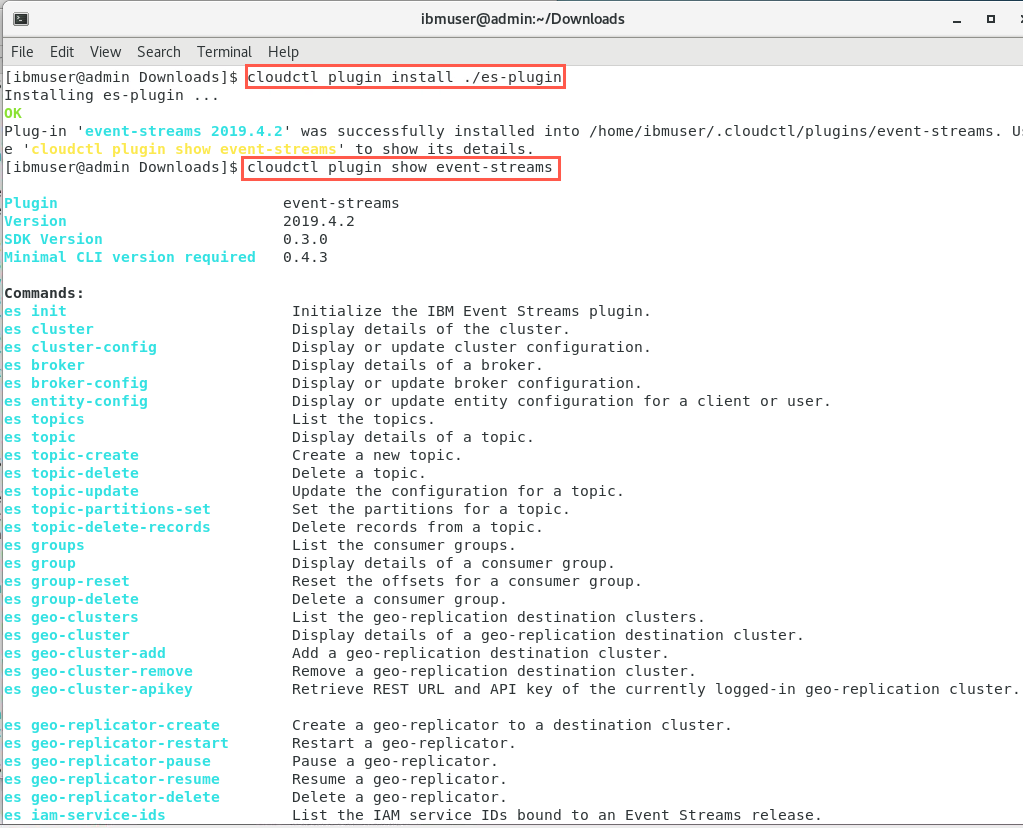 ibmuser@admin:~/Downloads
File Edit View Search Terminal Help
[ibmuser@admin Downloads]$ cloudctl plugin install ./es-plugin
Installing es-plugin ...
OK
Plug-in 'event-streams 2019.4.2' was successfully installed into /home/ibmuser/.cloudctl/plugins/event-streams. Us
e 'cloudctl plugin show event-streams' to show its details.
[ibmuser@admin Downloads]$ cloudctl plugin show event-streams
Plugin event-streams
Version 2019.4.2
SDK Version 0.3.0
Minimal CLI version required 0.4.3
Commands:
es init Initialize the IBM Event Streams plugin.
es cluster Display details of the cluster.
es cluster-config Display or update cluster configuration.
es broker Display details of a broker.
es broker-config Display or update broker configuration.
es entity-config Display or update entity configuration for a client or user.
es topics List the topics.
es topic Display details of a topic.
es topic-create Create a new topic.
es topic-delete Delete a topic.
es topic-update Update the configuration for a topic.
es topic-partitions-set Set the partitions for a topic.
es topic-delete-records Delete records from a topic.
es groups List the consumer groups.
es group Display details of a consumer group.
es group-reset Reset the offsets for a consumer group.
es group-delete Delete a consumer group.
es geo-clusters List the geo-replication destination clusters.
es geo-cluster Display details of a geo-replication destination cluster.
es geo-cluster-add Add a geo-replication destination cluster.
es geo-cluster-remove Remove a geo-replication destination cluster.
es geo-cluster-apikey Retrieve REST URL and API key of the currently logged-in geo-replication cluster.
es geo-replicator-create Create a geo-replicator to a destination cluster.
es geo-replicator-restart Restart a geo-replicator.
es geo-replicator-pause Pause a geo-replicator.
es geo-replicator-resume Resume a geo-replicator.
es geo-replicator-delete Delete a geo-replicator.
es iam-service-ids List the IAM service IDs bound to an Event Streams release.